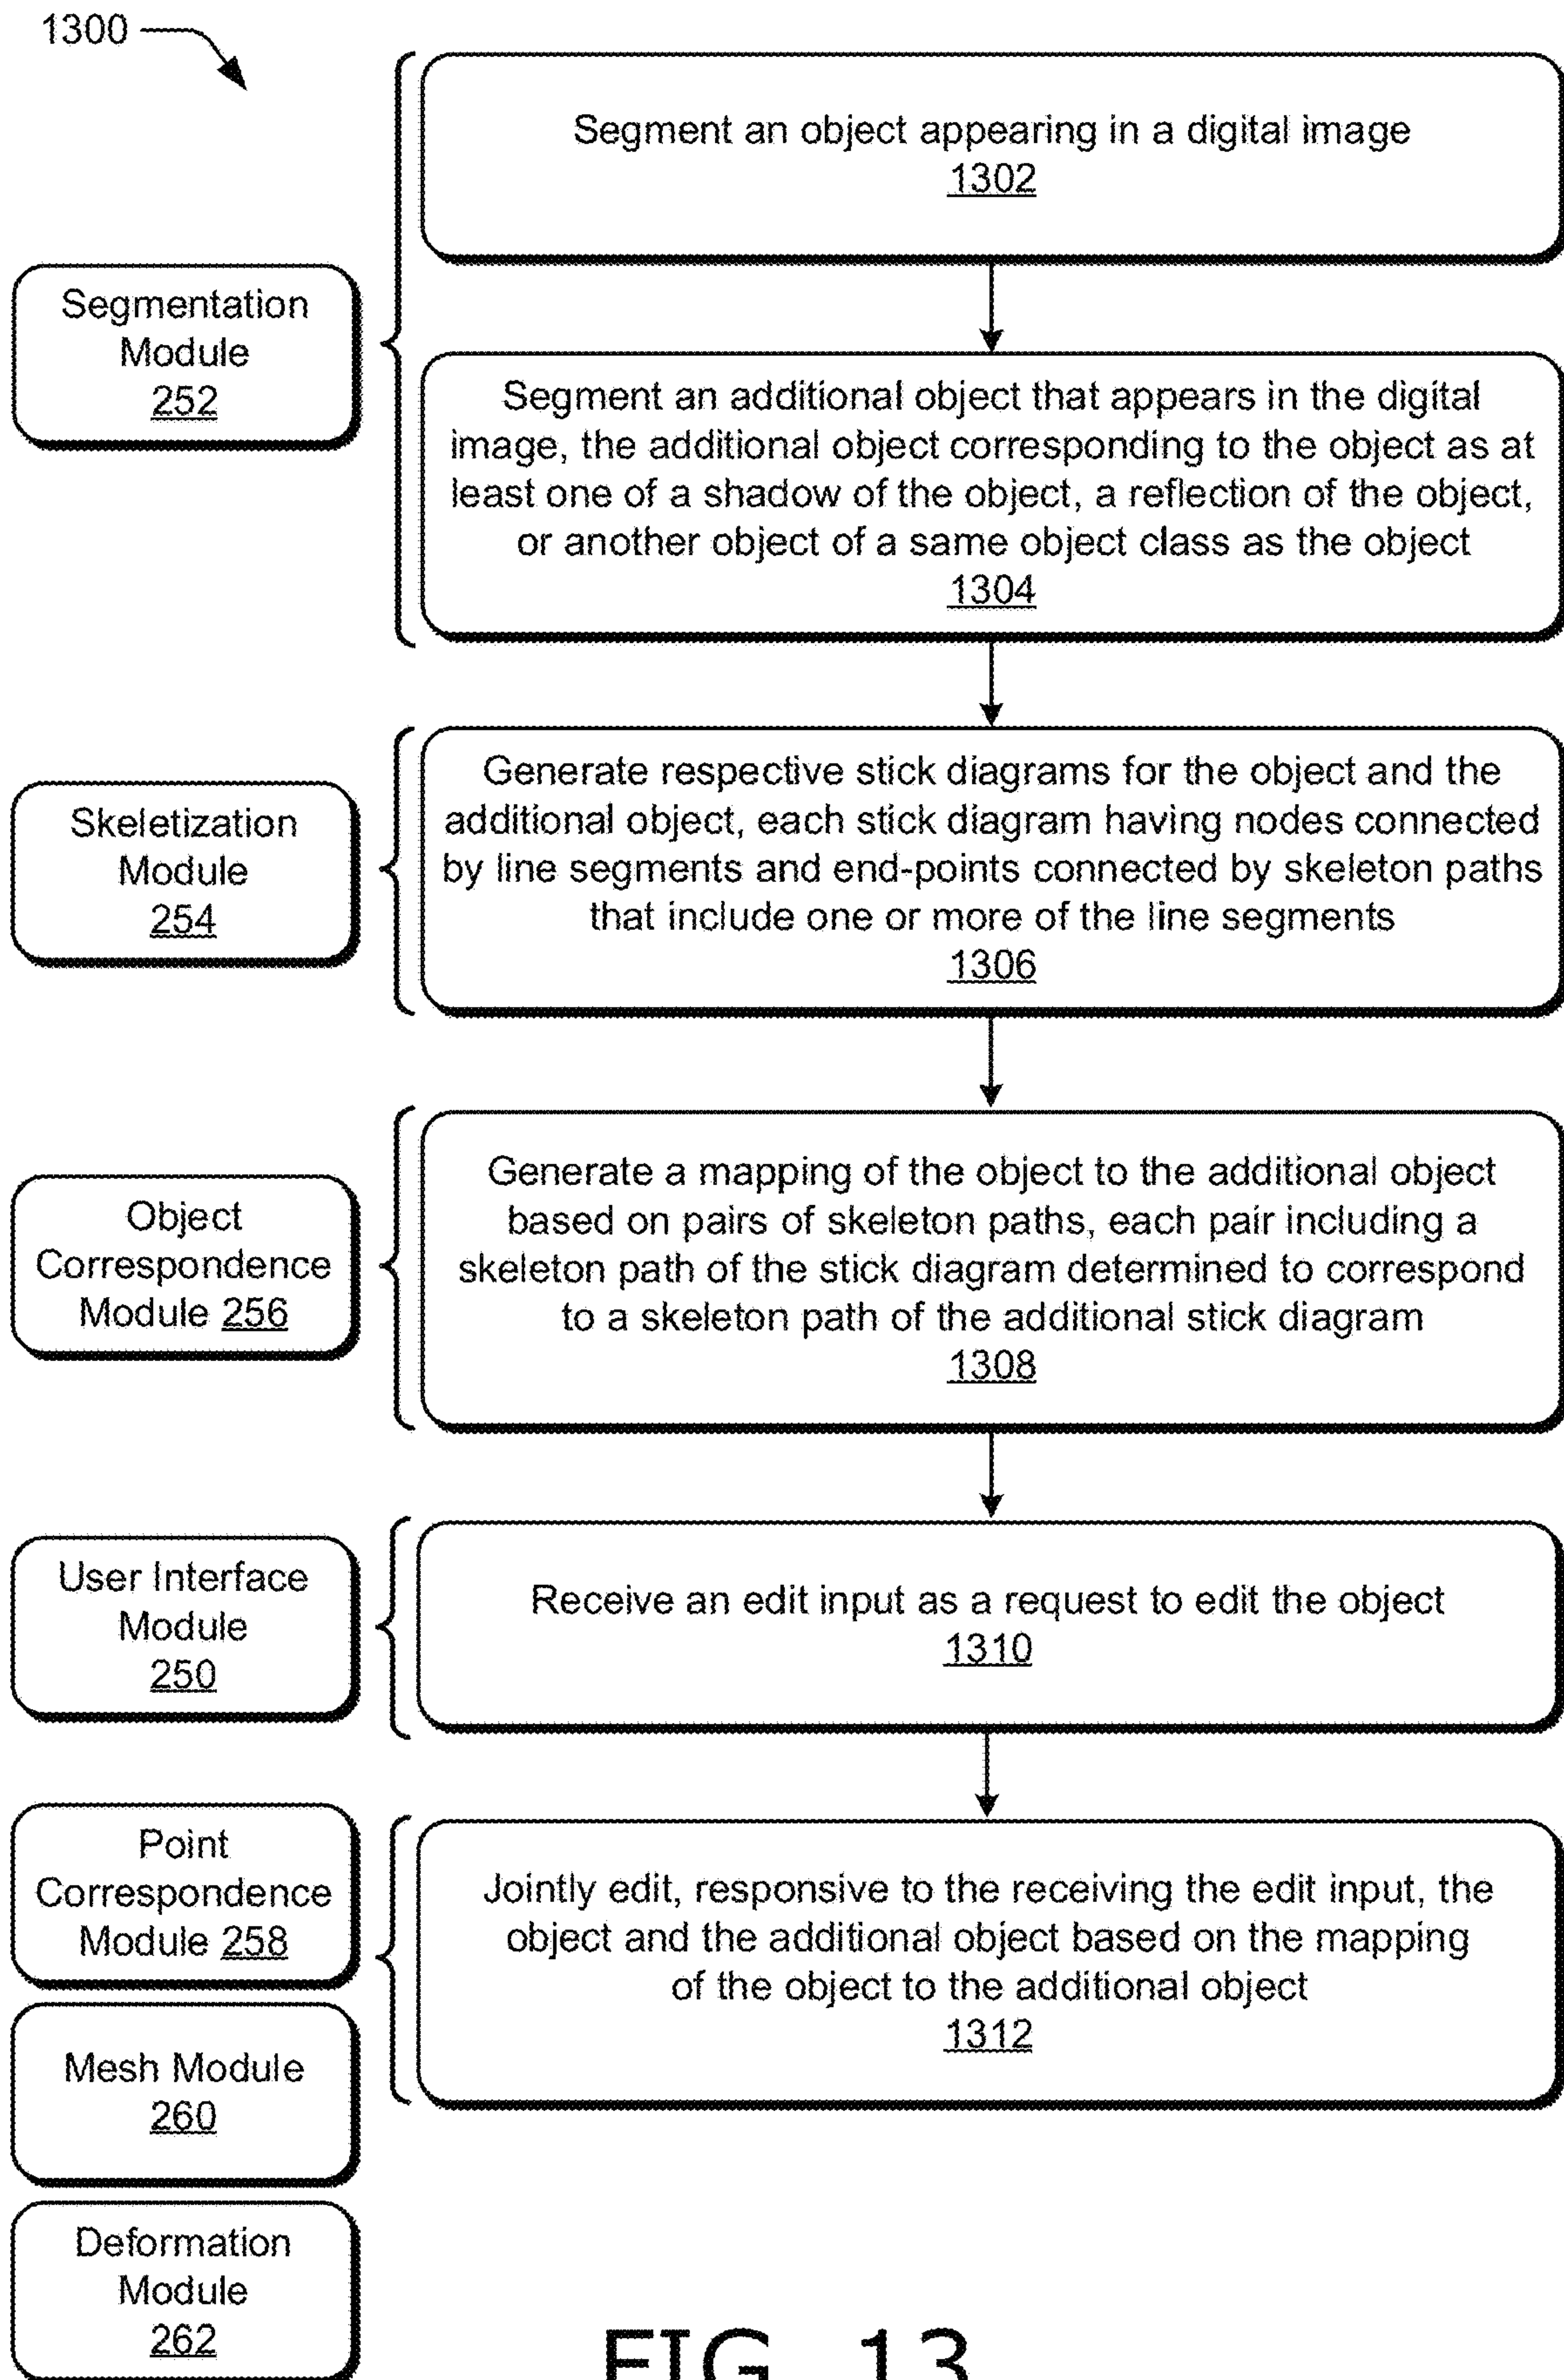 1300
Segment an object appearing in a digital image
1302
Segmentation
Module
252
Segment an additional object that appears in the digital
image, the additional object corresponding to the object as at
least one of a shadow of the object, a reflection of the object,
or another object of a same object class as the object
1304
Skeletization
Module
254
Generate respective stick diagrams for the object and the
additional object, each stick diagram having nodes connected
by line segments and end-points connected by skeleton paths
that include one or more of the line segments
1306
Object
Correspondence
Module 256
Generate a mapping of the object to the additional object
based on pairs of skeleton paths, each pair including a
skeleton path of the stick diagram determined to correspond
to a skeleton path of the additional stick diagram
1308
User Interface
Module
250
Receive an edit input as a request to edit the object
1310
Point
Correspondence
Module 258
Jointly edit, responsive to the receiving the edit input, the
object and the additional object based on the mapping
of the object to the additional object
1312
Mesh Module
260
Deformation
Module
262
FIG. 13